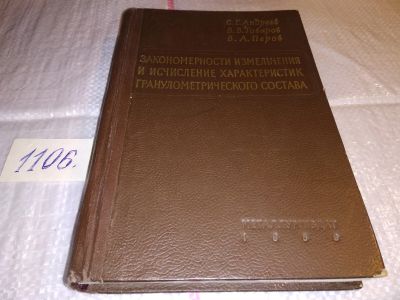 С. Е. Андреев
В. В. Товаров
В. А. Перов
ЗАКОНОМЕРНОСТИ ИЗМЕЛЬЧЕНИЯ
И ИСЧИСЛЕНИЕ ХАРАКТЕРИСТИК
ГРАНУЛОМЕТРИЧЕСКОГО СОСТАВА
МЕТАЛЛУРГИЗДАТ
1959
1106.